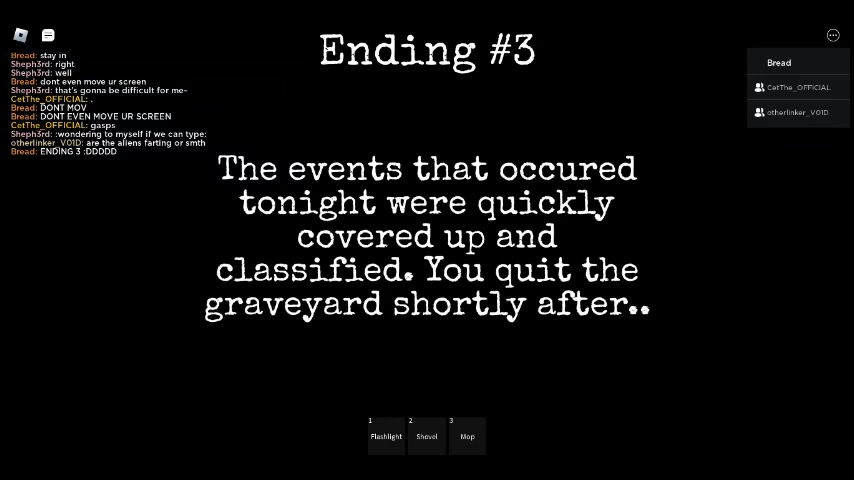 Ending #3
Bread: stay in
Sheph3rd: right
Sheph3rd: well
Bread: dont even move ur screen
Sheph3rd: that's gonna be difficult for me-
CetThe_OFFICIAL: .
Bread: DONT MOV
Bread: DONT EVEN MOVE UR SCREEN
CetThe_OFFICIAL: gasps
Sheph3rd: :wondering to myself if we can type:
otherlinker_V01D: are the aliens farting or smth
Bread: ENDING 3 :DDDDD
Bread
CetThe_OFFICIAL
otherlinker_V01D
The events that occured
tonight were quickly
covered up and
classified. You quit the
graveyard shortly after..
1
Flashlight
2
Shovel
3
Mop